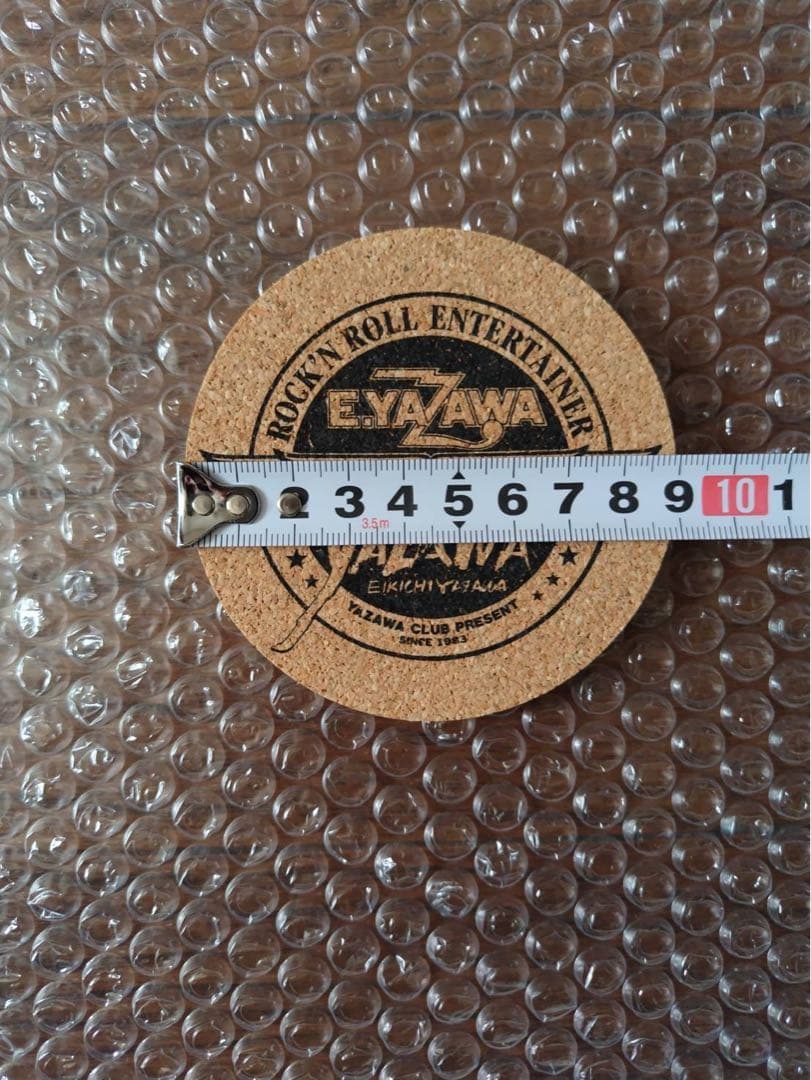 ROCK'N ROLL ENTERTAINER
E.YAZAWA
2 3 4 5 6 7 8 9 10 1
3.5m
YAZAWA
EIKICHI YAZAWA
YAZAWA CLUB PRESENT
SINCE 1983